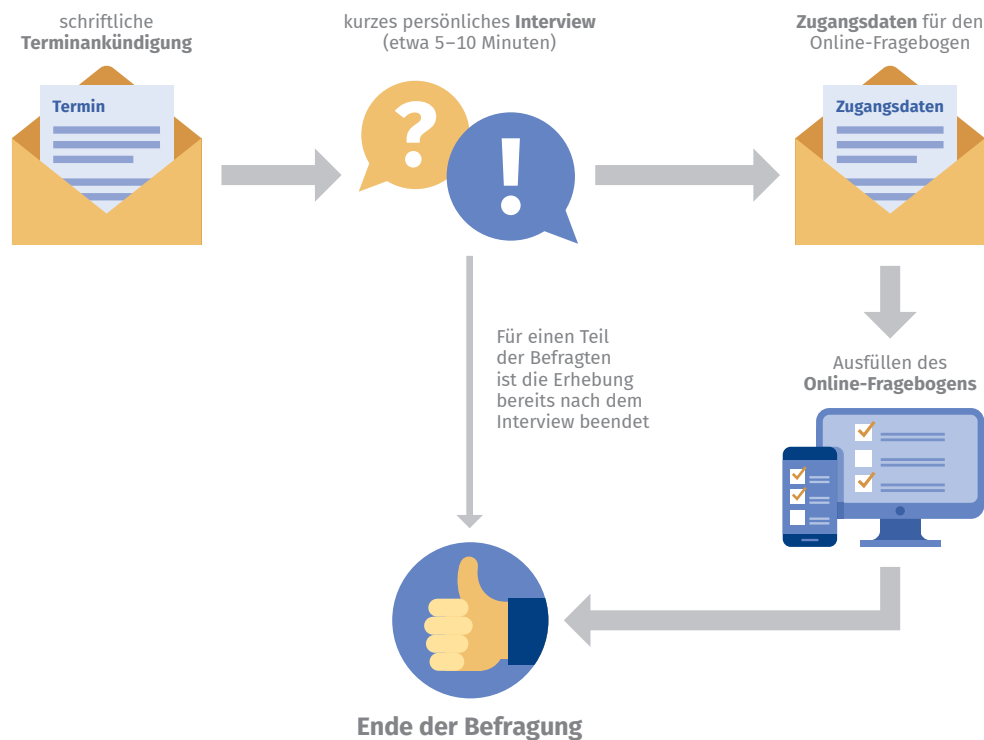 schriftliche
Terminankündigung
Termin
kurzes persönliches Interview
(etwa 5–10 Minuten)
?
!
Zugangsdaten für den
Online-Fragebogen
Zugangsdaten
Für einen Teil
der Befragten
ist die Erhebung
bereits nach dem
Interview beendet
Ausfüllen des
Online-Fragebogens
Ende der Befragung